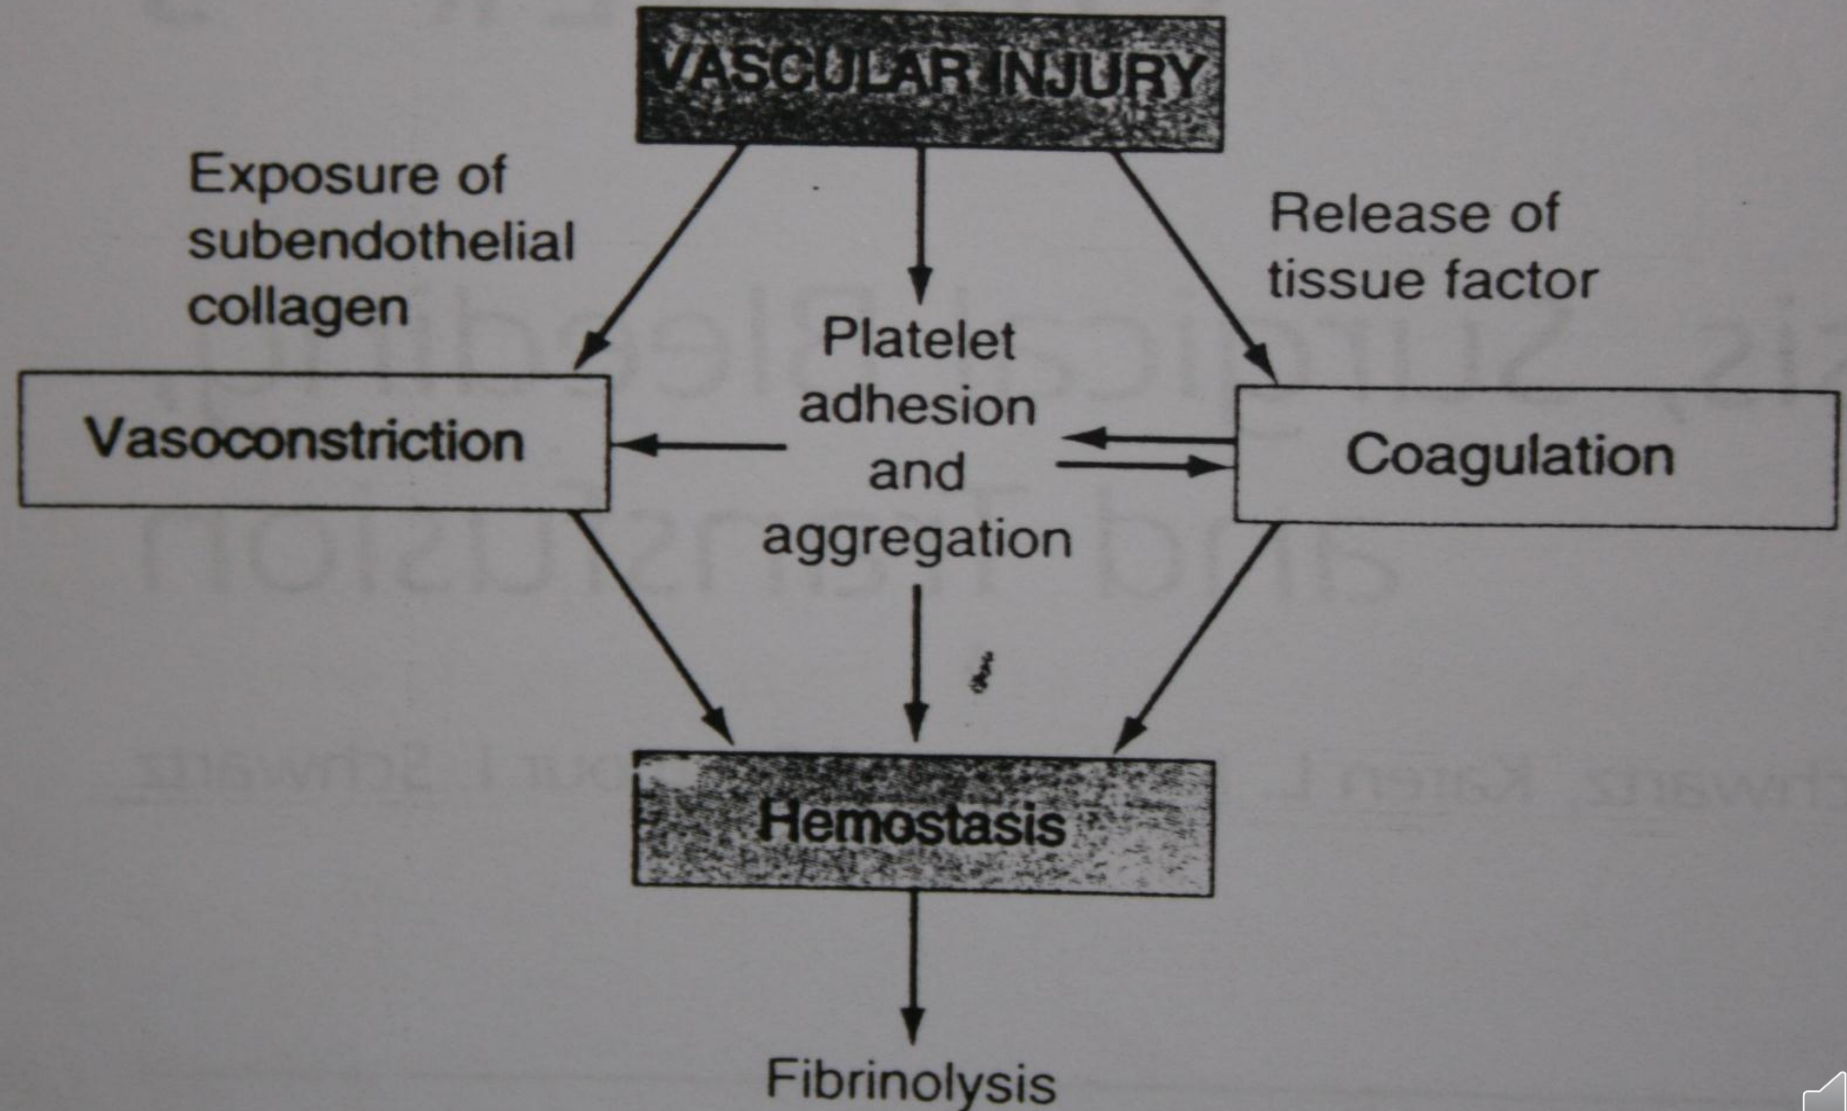 VASCULAR INJURY
Exposure of
subendothelial
collagen
Release of
tissue factor
Platelet
adhesion
and
aggregation
Vasoconstriction
Coagulation
Hemostasis
Fibrinolysis